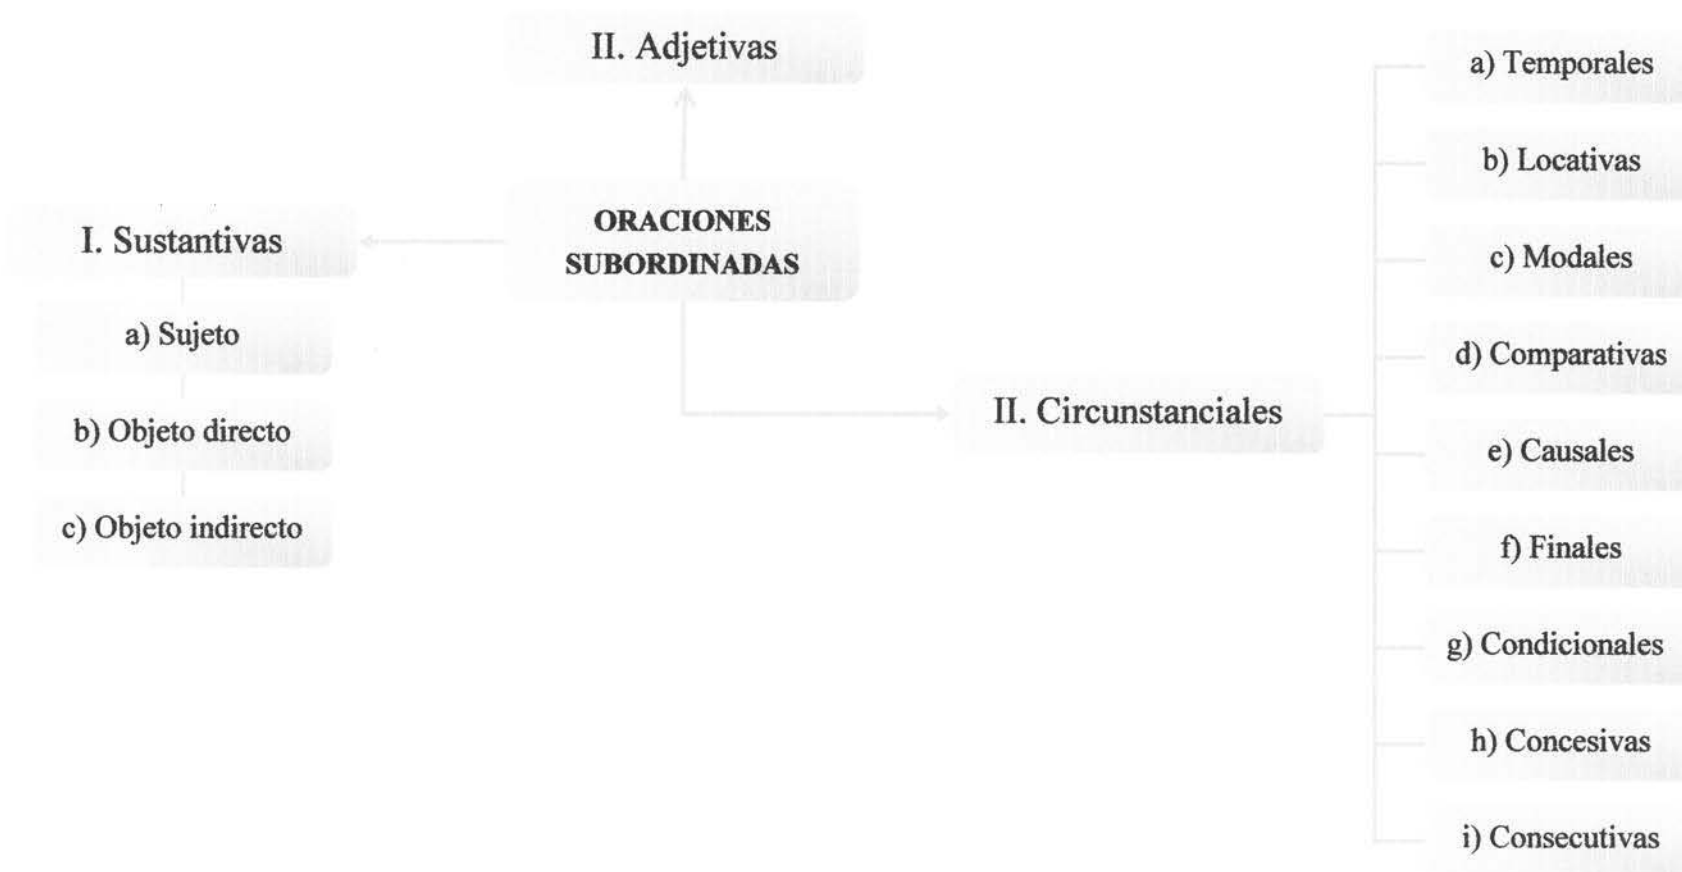 II. Adjetivas
ORACIONES
SUBORDINADAS
I. Sustantivas
a) Sujeto
b) Objeto directo
c) Objeto indirecto
II. Circunstanciales
a) Temporales
b) Locativas
c) Modales
d) Comparativas
e) Causales
f) Finales
g) Condicionales
h) Concesivas
i) Consecutivas